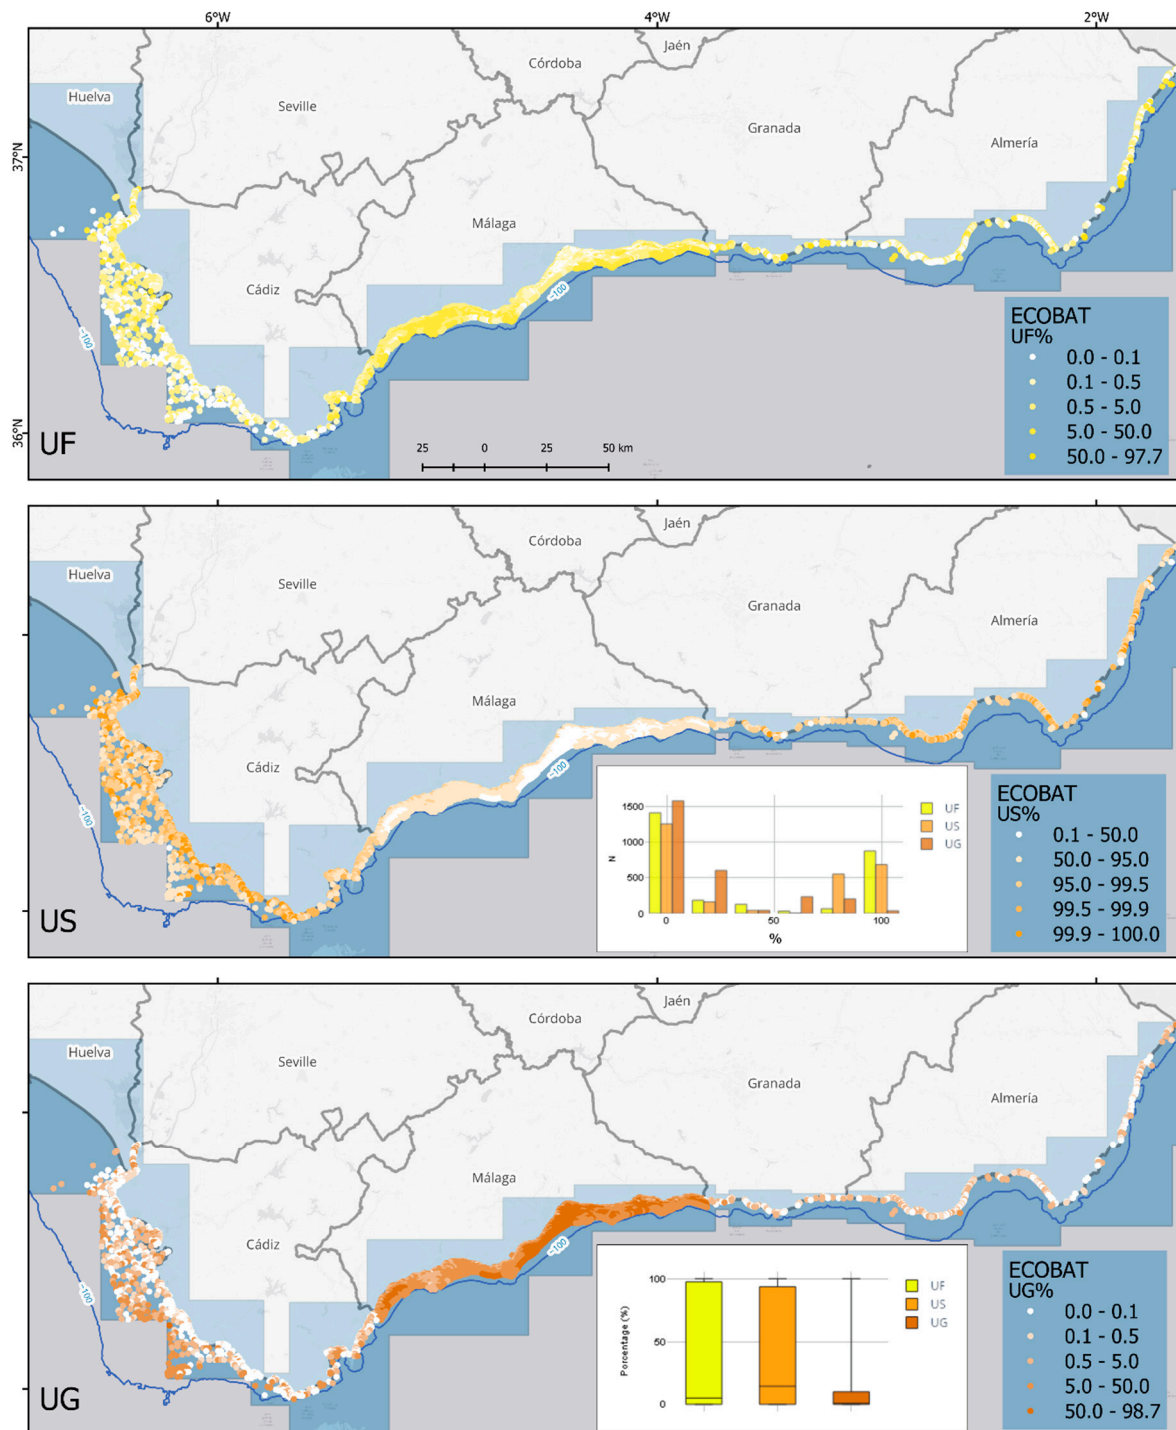 6°W
4°W
2°W
37°N
36°N
Jaén
Córdoba
Huelva
Seville
Granada
Almería
Málaga
Cádiz
-100
-100
ECOBAT
UF%
0.0 - 0.1
0.1 - 0.5
0.5 - 5.0
5.0 - 50.0
50.0 - 97.7
25 0 25 50 km
UF
Jaén
Córdoba
Huelva
Seville
Granada
Almería
Málaga
Cádiz
-100
-100
1500
1000
500
0
N
0 50 100
%
UF
US
UG
ECOBAT
US%
0.1 - 50.0
50.0 - 95.0
95.0 - 99.5
99.5 - 99.9
99.9 - 100.0
US
Jaén
Córdoba
Huelva
Seville
Granada
Almería
Málaga
Cádiz
-100
-100
100
50
0
Porcentage (%)
UF
US
UG
ECOBAT
UG%
0.0 - 0.1
0.1 - 0.5
0.5 - 5.0
5.0 - 50.0
50.0 - 98.7
UG